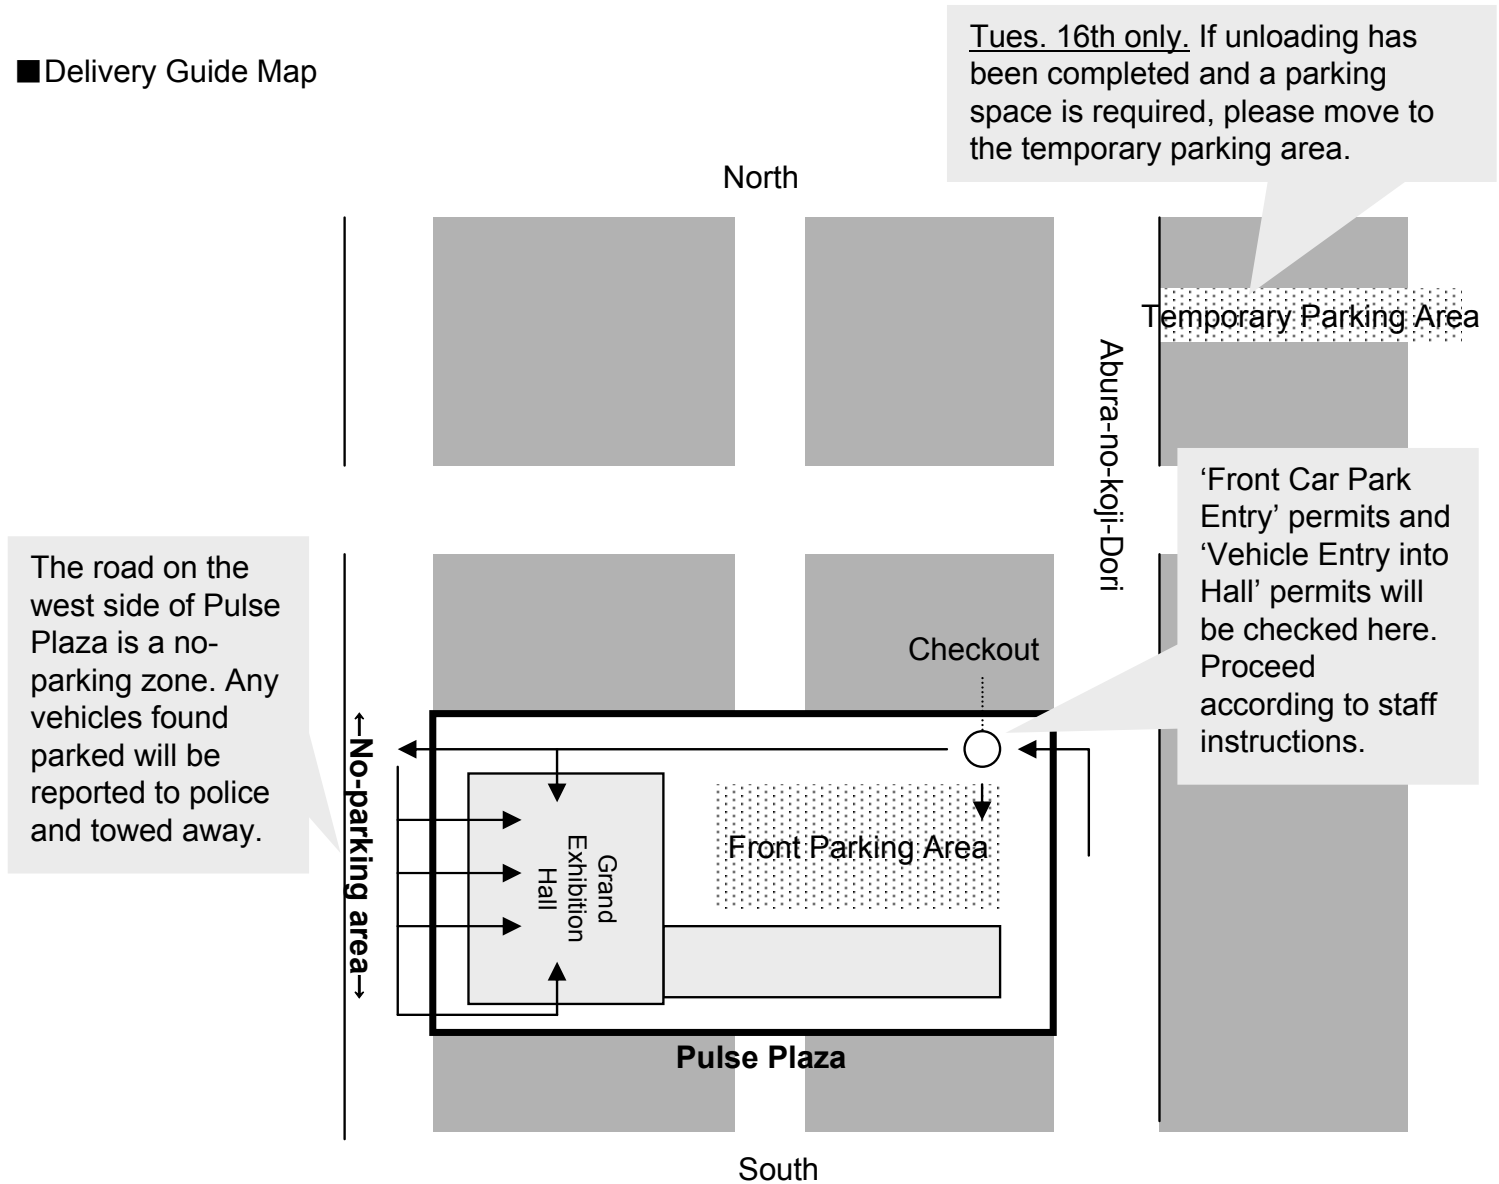 ■Delivery Guide Map
Tues. 16th only. If unloading has
been completed and a parking
space is required, please move to
the temporary parking area.
North
Temporary Parking Area
Abura-no-koji-Dori
‘Front Car Park
Entry’ permits and
‘Vehicle Entry into
Hall’ permits will
be checked here.
Proceed
according to staff
instructions.
The road on the
west side of Pulse
Plaza is a no-
parking zone. Any
vehicles found
parked will be
reported to police
and towed away.
Checkout
←No-parking area→
Front Parking Area
Grand
Exhibition
Hall
Pulse Plaza
South